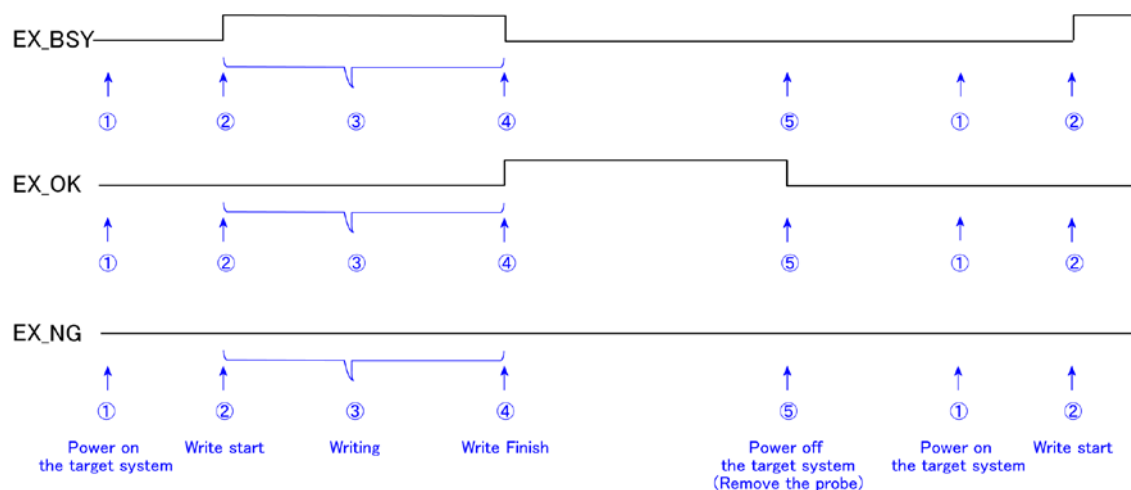 EX_BSY
① ② ③ ④ ⑤ ① ②
EX_OK
① ② ③ ④ ⑤ ① ②
EX_NG
① ② ③ ④ ⑤ ① ②
Power on Write start Writing Write Finish Power off Power on Write start
the target system the target system the target system
(Remove the probe)